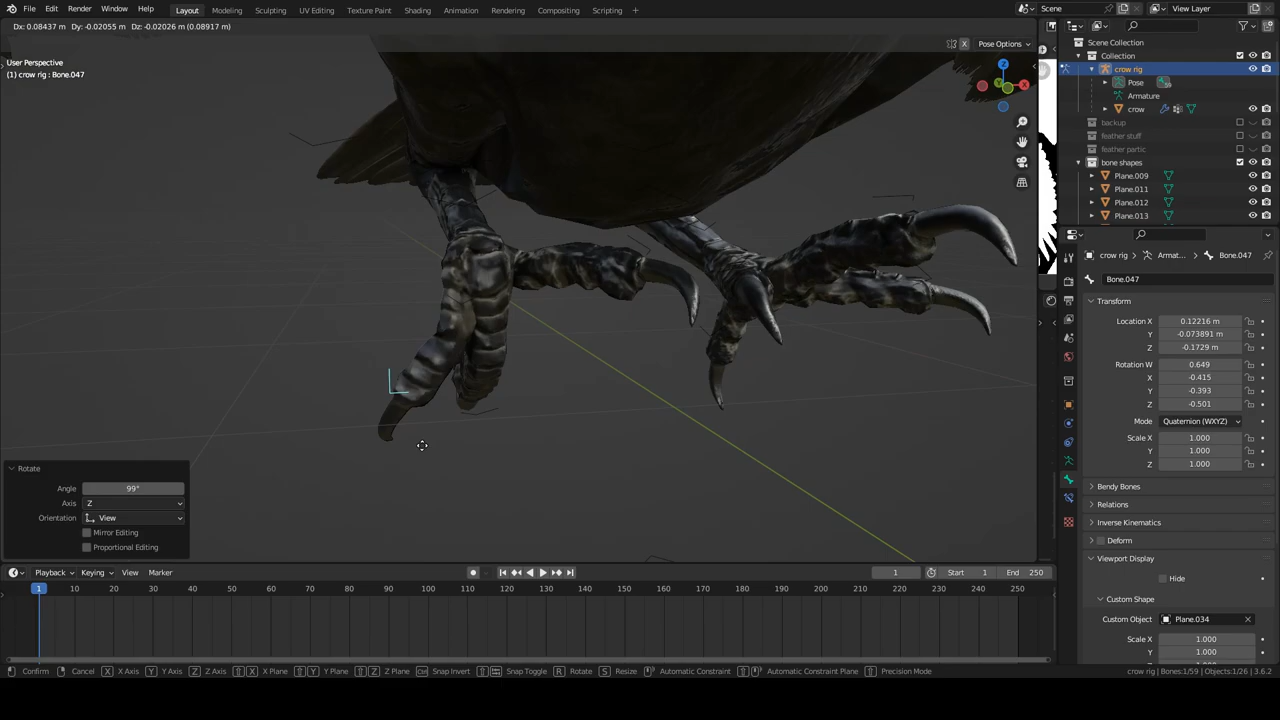 File Edit Render Window Help Layout Modeling Sculpting UV Editing Texture Paint Shading Animation Rendering Compositing Scripting + Scene View Layer
Dx: 0.08437 m Dy: -0.02055 m Dz: -0.02026 m (0.08917 m)
X Pose Options
User Perspective
(1) crow rig : Bone.047
Z
X
Scene Collection
Collection
crow rig
Pose
Armature
crow
backup
feather stuff
feather partic
bone shapes
Plane.009
Plane.011
Plane.012
Plane.013
crow rig Armat... Bone.047
Bone.047
Transform
Location X 0.12216 m
Y -0.073891 m
Z -0.1729 m
Rotation W 0.649
X -0.415
Y -0.393
Z -0.501
Mode Quaternion (WXYZ)
Scale X 1.000
Y 1.000
Z 1.000
Bendy Bones
Relations
Inverse Kinematics
Deform
Viewport Display
Hide
Custom Shape
Custom Object Plane.034
Scale X 1.000
Y 1.000
Rotate
Angle 99°
Axis Z
Orientation View
Mirror Editing
Proportional Editing
Playback Keying View Marker 1 Start 1 End 250
1 10 20 30 40 50 60 70 80 90 100 110 120 130 140 150 160 170 180 190 200 210 220 230 240 250
Confirm Cancel X X Axis Y Y Axis Z Z Axis X X Plane Y Y Plane Z Z Plane Snap Invert Snap Toggle R Rotate S Resize Automatic Constraint Automatic Constraint Plane Precision Mode crow rig | Bones:1/59 | Objects:1/26 | 3.6.2